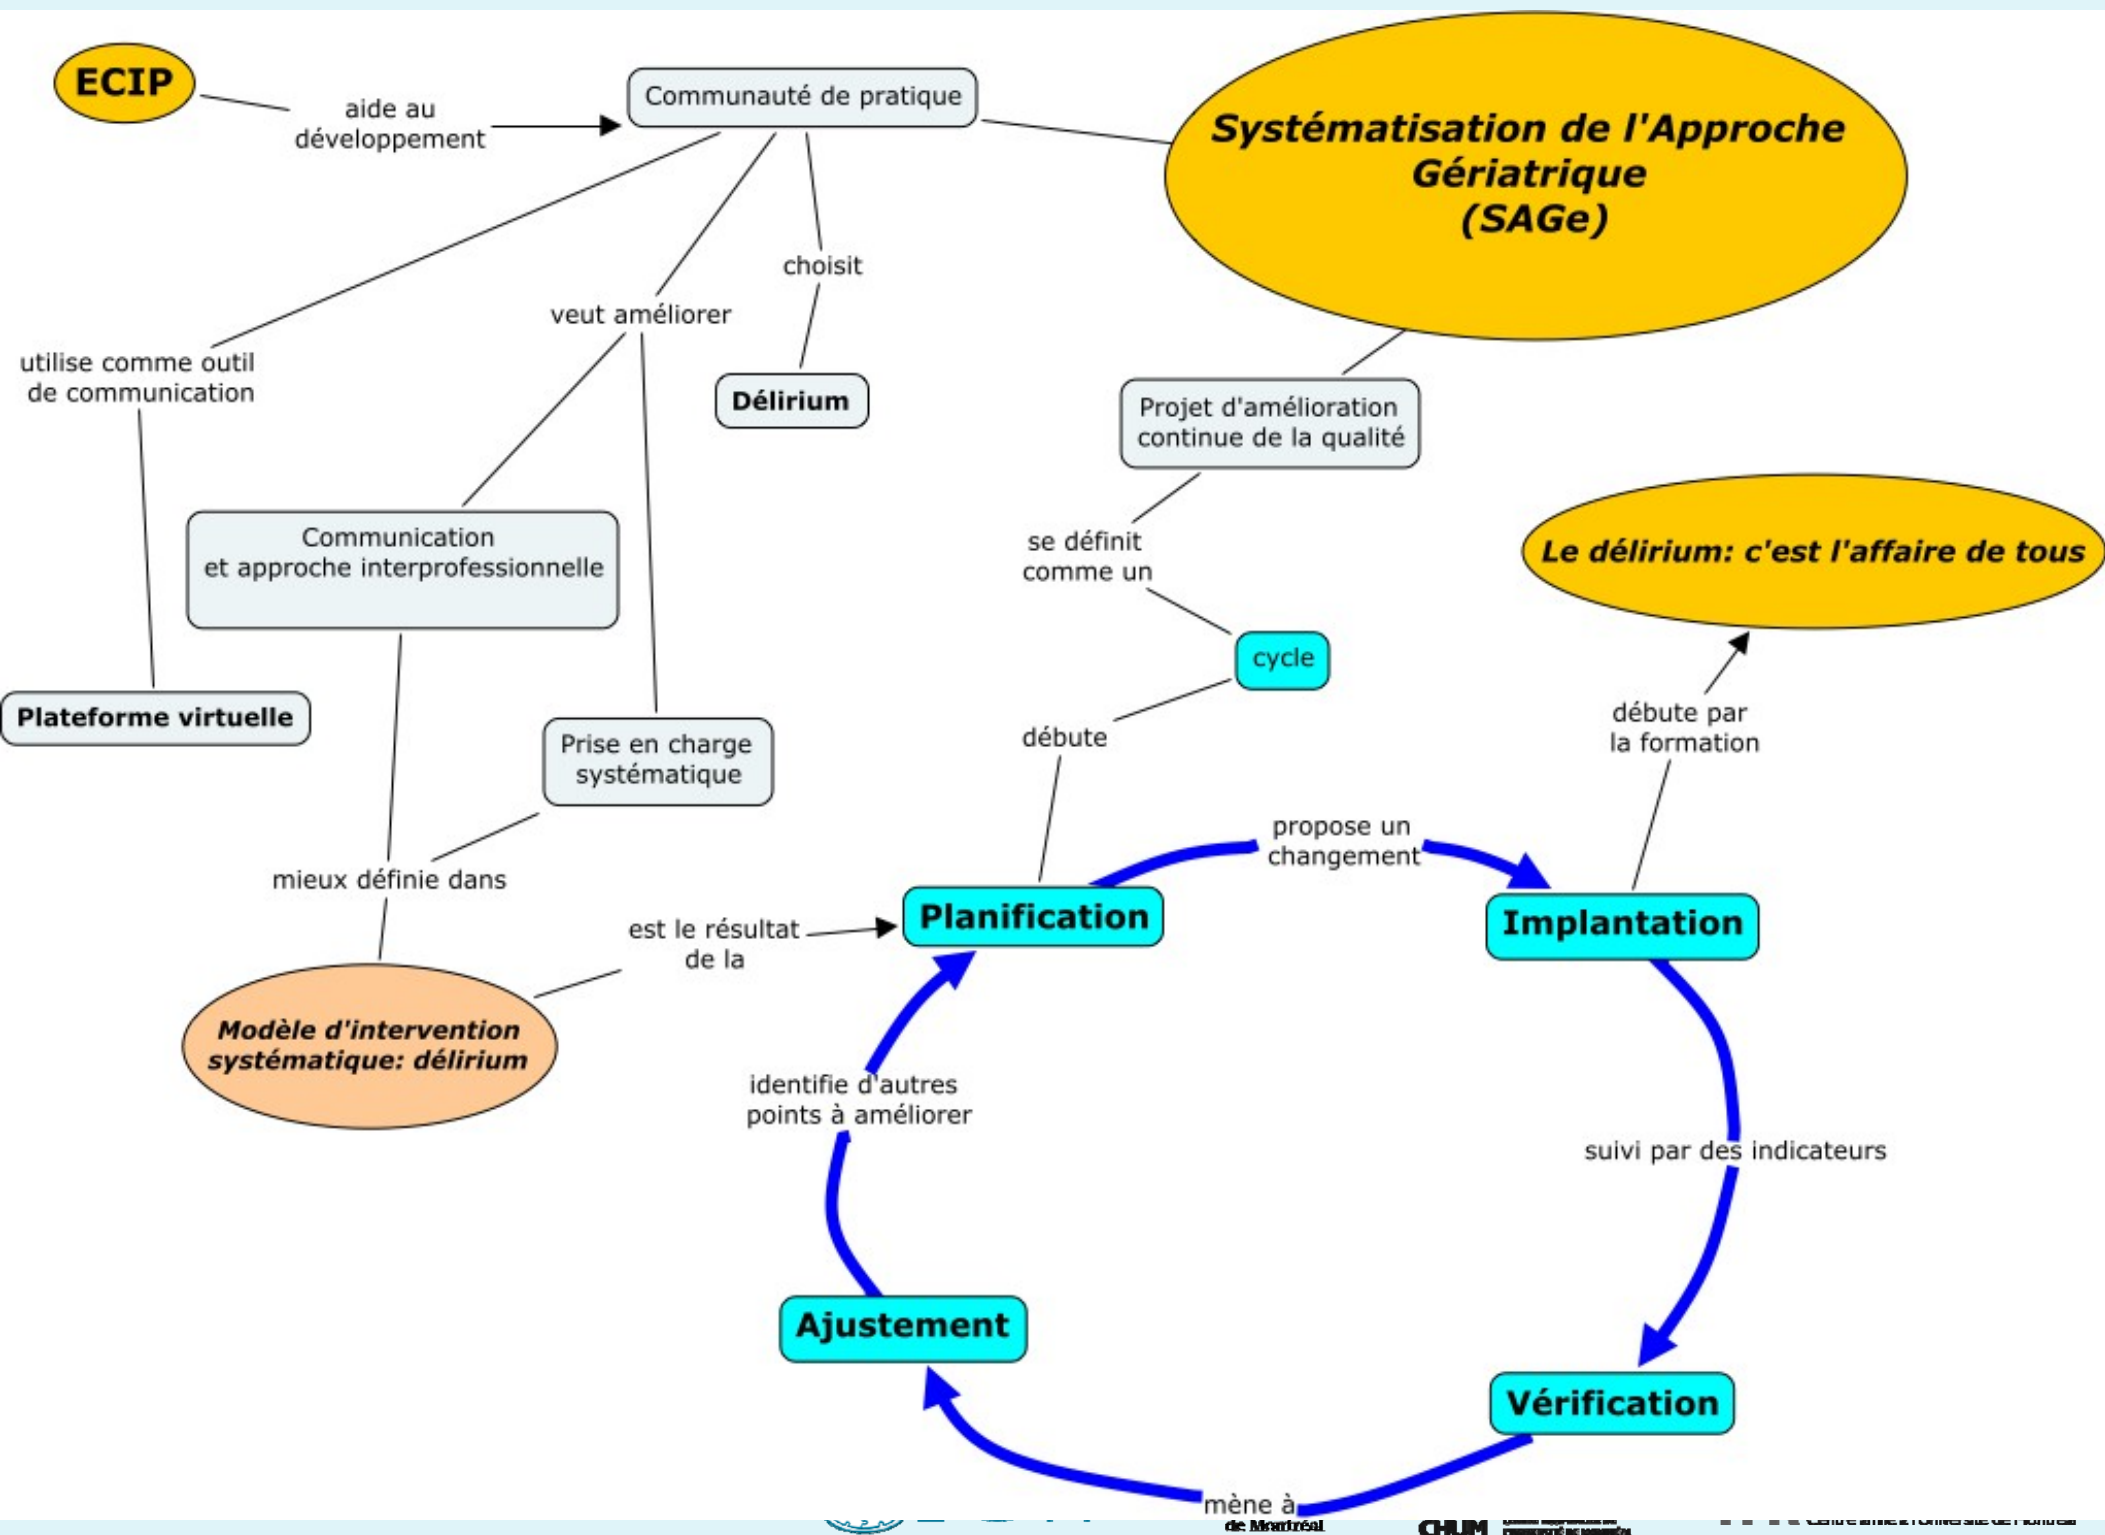 ECIP
aide au
développement
Communauté de pratique
Systématisation de l'Approche
Gériatrique
(SAGe)
choisit
veut améliorer
utilise comme outil
de communication
Délirium
Projet d'amélioration
continue de la qualité
Communication
et approche interprofessionnelle
se définit
comme un
Le délirium: c'est l'affaire de tous
cycle
Plateforme virtuelle
Prise en charge
systématique
débute
débute par
la formation
propose un
changement
mieux définie dans
est le résultat
de la
Planification
Implantation
Modèle d'intervention
systématique: délirium
identifie d'autres
points à améliorer
suivi par des indicateurs
Ajustement
Vérification
mène à
de Montréal
CHUM